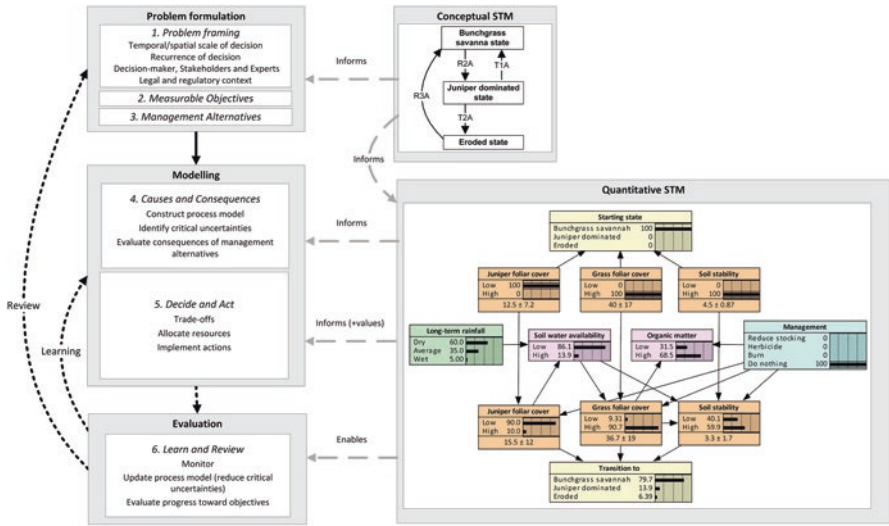 Problem formulation
1. Problem framing
Temporal/spatial scale of decision
Recurrence of decision
Decision-maker, Stakeholders and Experts
Legal and regulatory context
2. Measurable Objectives
3. Management Alternatives
Modelling
4. Causes and Consequences
Construct process model
Identify critical uncertainties
Evaluate consequences of management
alternatives
5. Decide and Act
Trade-offs
Allocate resources
Implement actions
Evaluation
6. Learn and Review
Monitor
Update process model (reduce critical
uncertainties)
Evaluate progress toward objectives
Review
Learning
Informs
Informs
Informs
Informs (+values)
Enables
Conceptual STM
Bunchgrass
savanna state
R2A
T1A
R3A
Juniper dominated
state
T2A
Eroded state
Quantitative STM
Starting state
Bunchgrass savannah 100
Juniper dominated 0
Eroded 0
Juniper foliar cover
Low 100
High 0
12.5 ± 7.2
Grass foliar cover
Low 0
High 100
40 ± 17
Soil stability
Low 0
High 100
4.5 ± 0.87
Long-term rainfall
Dry 60.0
Average 35.0
Wet 5.00
Soil water availability
Low 86.1
High 13.9
Organic matter
Low 31.5
High 68.5
Management
Reduce stocking 0
Herbicide 0
Burn 0
Do nothing 100
Juniper foliar cover
Low 90.0
High 10.0
15.5 ± 12
Grass foliar cover
Low 9.31
High 90.7
36.7 ± 19
Soil stability
Low 40.1
High 59.9
3.3 ± 1.7
Transition to
Bunchgrass savannah 79.7
Juniper dominated 13.9
Eroded 6.39